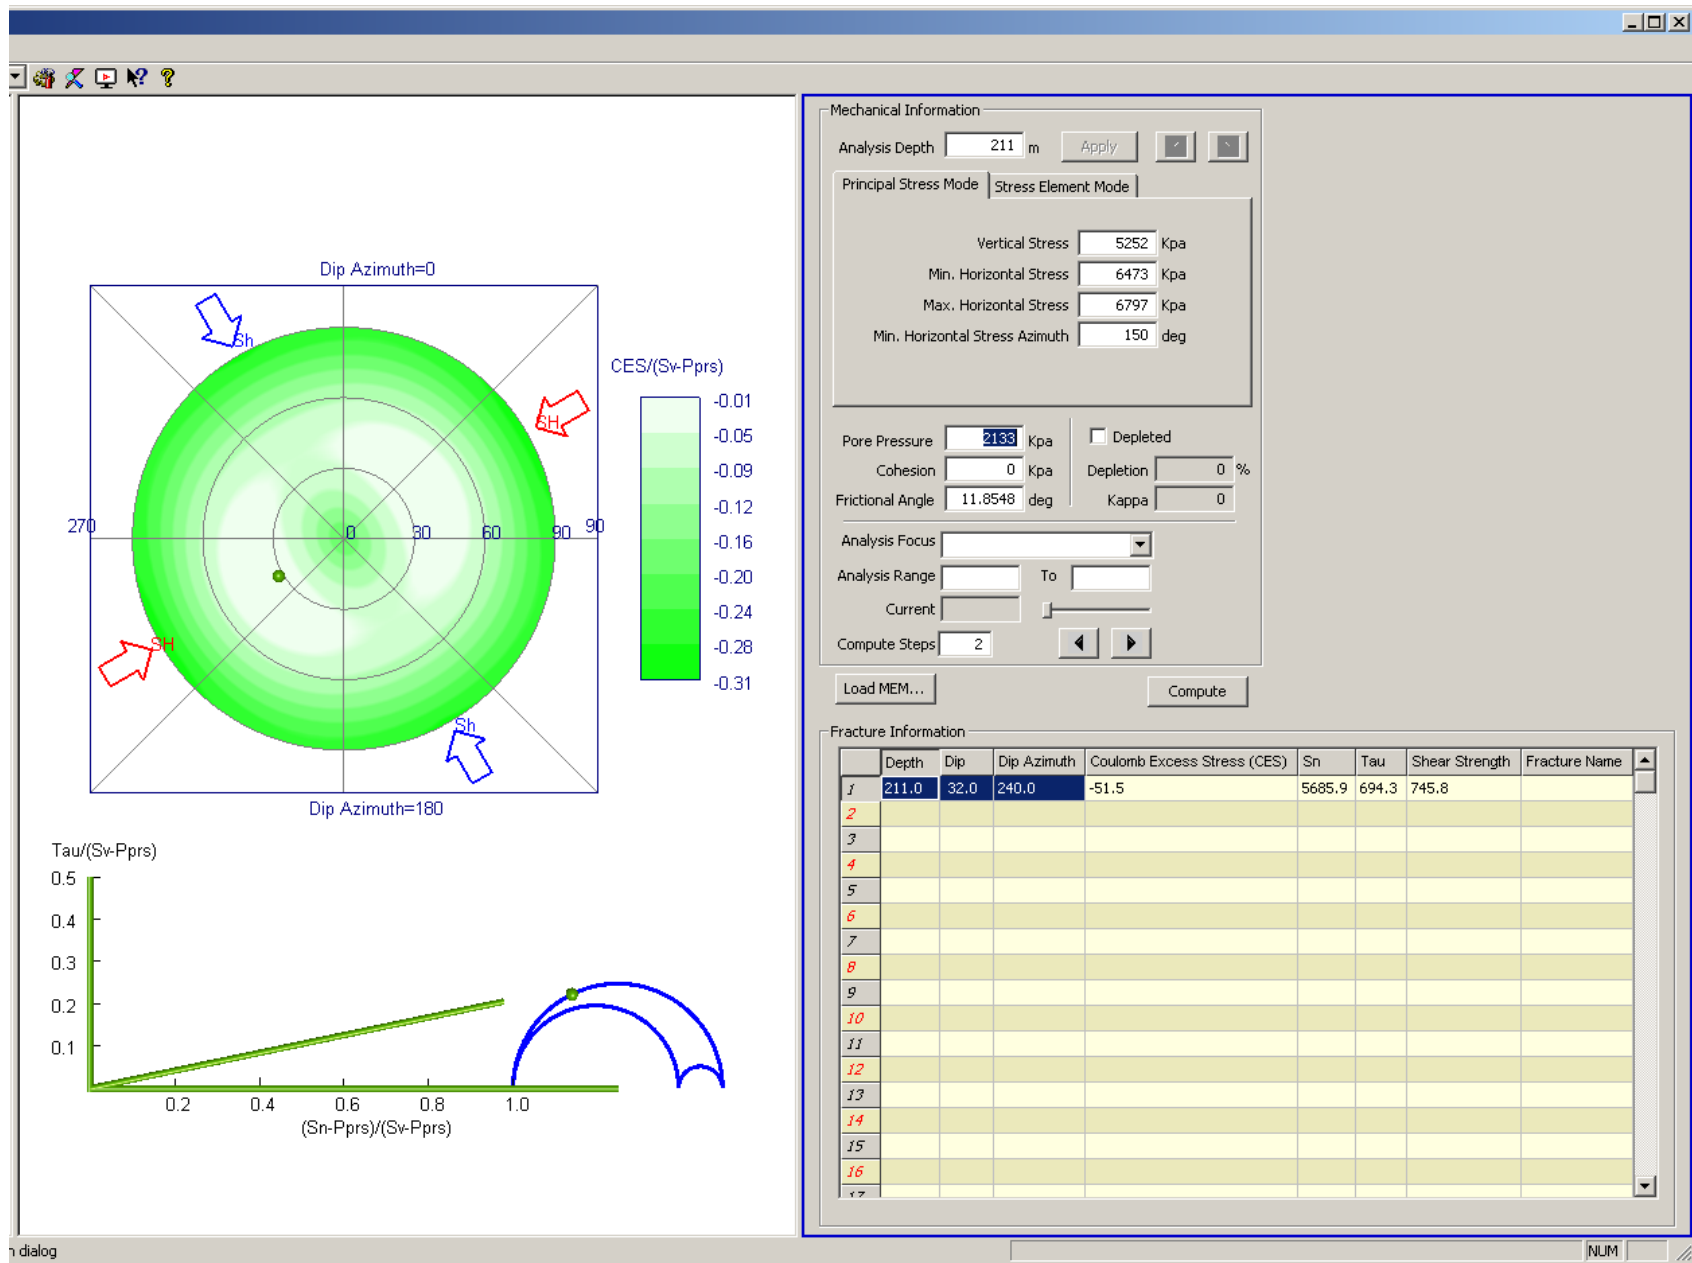 Dip Azimuth=0
Sh
SH
CES/(Sv-Pprs)
-0.01
-0.05
-0.09
-0.12
-0.16
-0.20
-0.24
-0.28
-0.31
270
0
30
60
90
90
SH
Sh
Dip Azimuth=180
Tau/(Sv-Pprs)
0.5
0.4
0.3
0.2
0.1
0.2 0.4 0.6 0.8 1.0
(Sn-Pprs)/(Sv-Pprs)
Mechanical Information
Analysis Depth 211 m Apply
Principal Stress Mode Stress Element Mode
Vertical Stress 5252 Kpa
Min. Horizontal Stress 6473 Kpa
Max. Horizontal Stress 6797 Kpa
Min. Horizontal Stress Azimuth 150 deg
Pore Pressure 2133 Kpa Depleted
Cohesion 0 Kpa Depletion 0 %
Frictional Angle 11.8548 deg Kappa 0
Analysis Focus
Analysis Range To
Current
Compute Steps 2
Load MEM... Compute
Fracture Information
Depth Dip Dip Azimuth Coulomb Excess Stress (CES) Sn Tau Shear Strength Fracture Name
1 211.0 32.0 240.0 -51.5 5685.9 694.3 745.8
2
3
4
5
6
7
8
9
10
11
12
13
14
15
16
17
n dialog
NUM